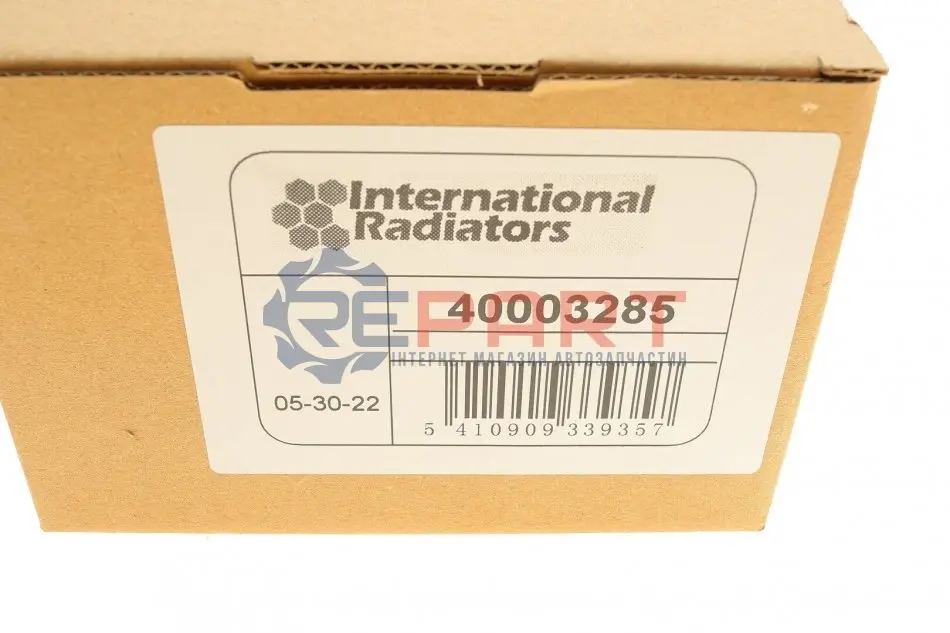 International
Radiators
40003285
REPART
ІНТЕРНЕТ МАГАЗИН АВТОЗАПЧАСТИН
05-30-22
5 410909 339357